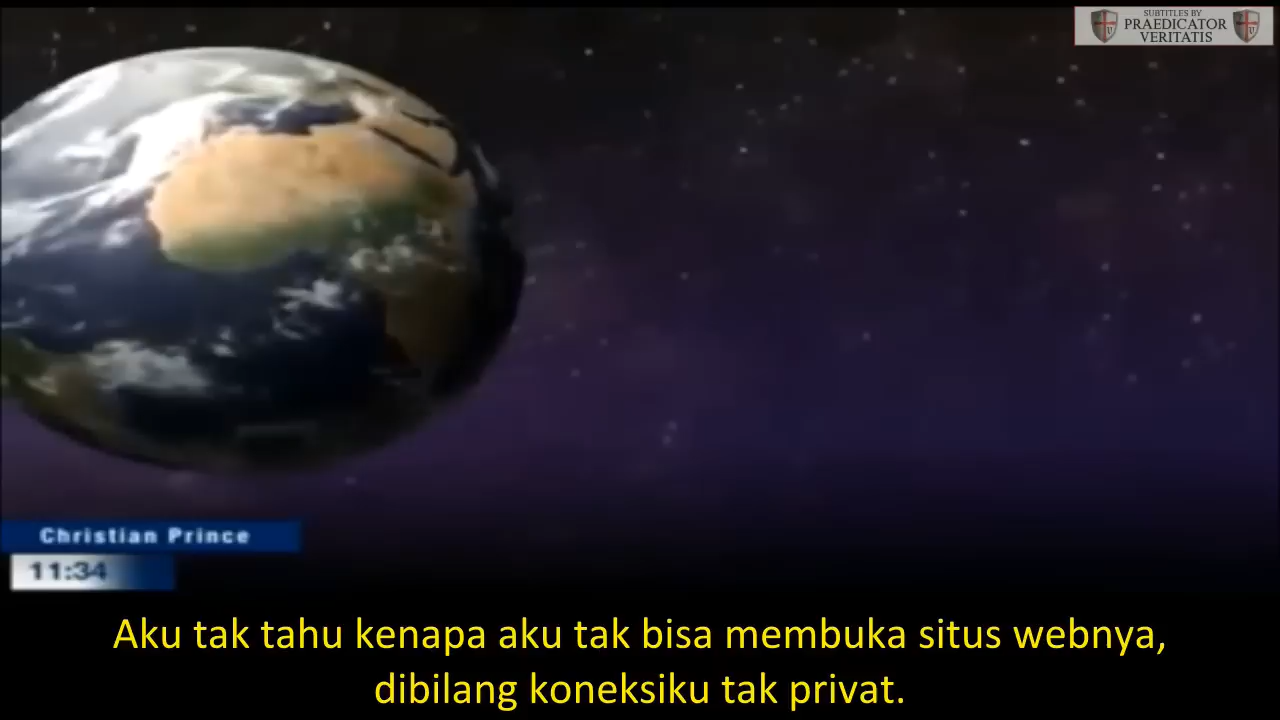 SUBTITLES BY
PRAEDICATOR
VERITATIS
Christian Prince
11:34
Aku tak tahu kenapa aku tak bisa membuka situs webnya,
dibilang koneksiku tak privat.